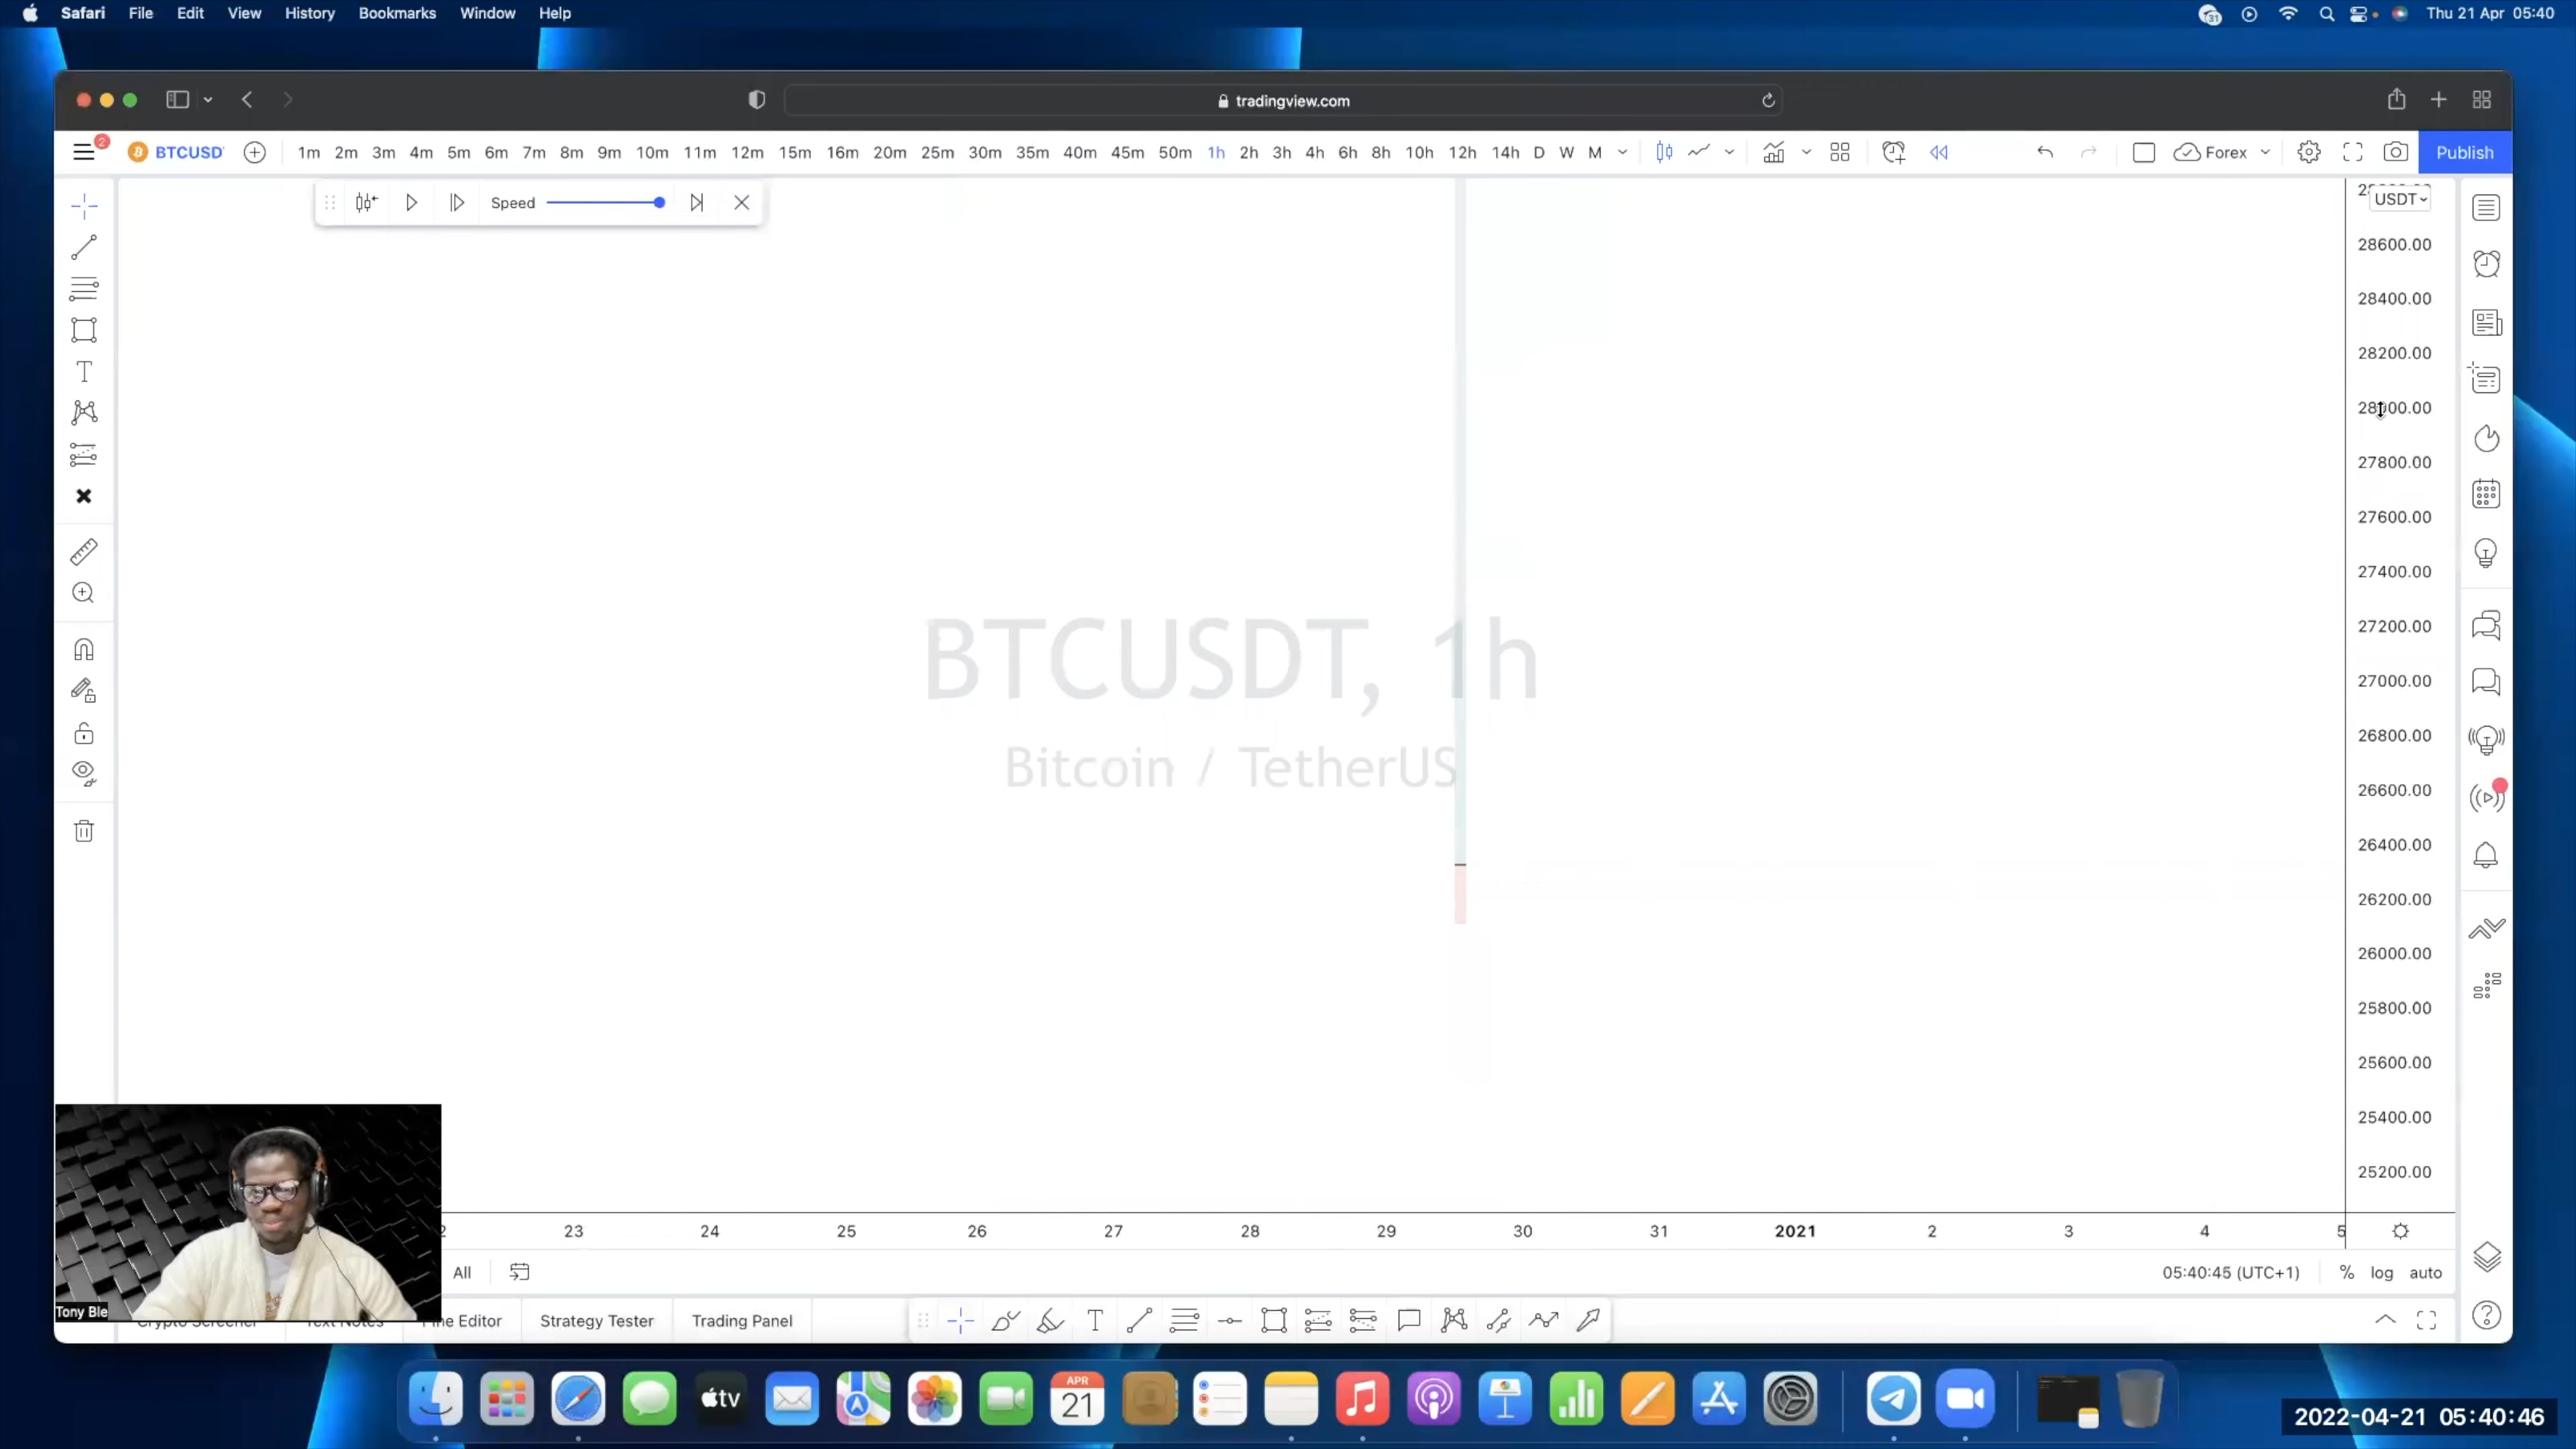 Safari File Edit View History Bookmarks Window Help
31
Thu 21 Apr 05:40
tradingview.com
2
BTCUSD
1m 2m 3m 4m 5m 6m 7m 8m 9m 10m 11m 12m 15m 16m 20m 25m 30m 35m 40m 45m 50m 1h 2h 3h 4h 6h 8h 10h 12h 14h D W M
Forex
Publish
Speed
USDT
28600.00
28400.00
28200.00
28000.00
27800.00
27600.00
27400.00
27200.00
27000.00
26800.00
26600.00
26400.00
26200.00
26000.00
25800.00
25600.00
25400.00
25200.00
BTCUSDT, 1h
Bitcoin / TetherUS
23 24 25 26 27 28 29 30 31 2021 2 3 4 5
All
05:40:45 (UTC+1) % log auto
Tony Ble
Strategy Tester Trading Panel
tv
APR
21
2022-04-21 05:40:46